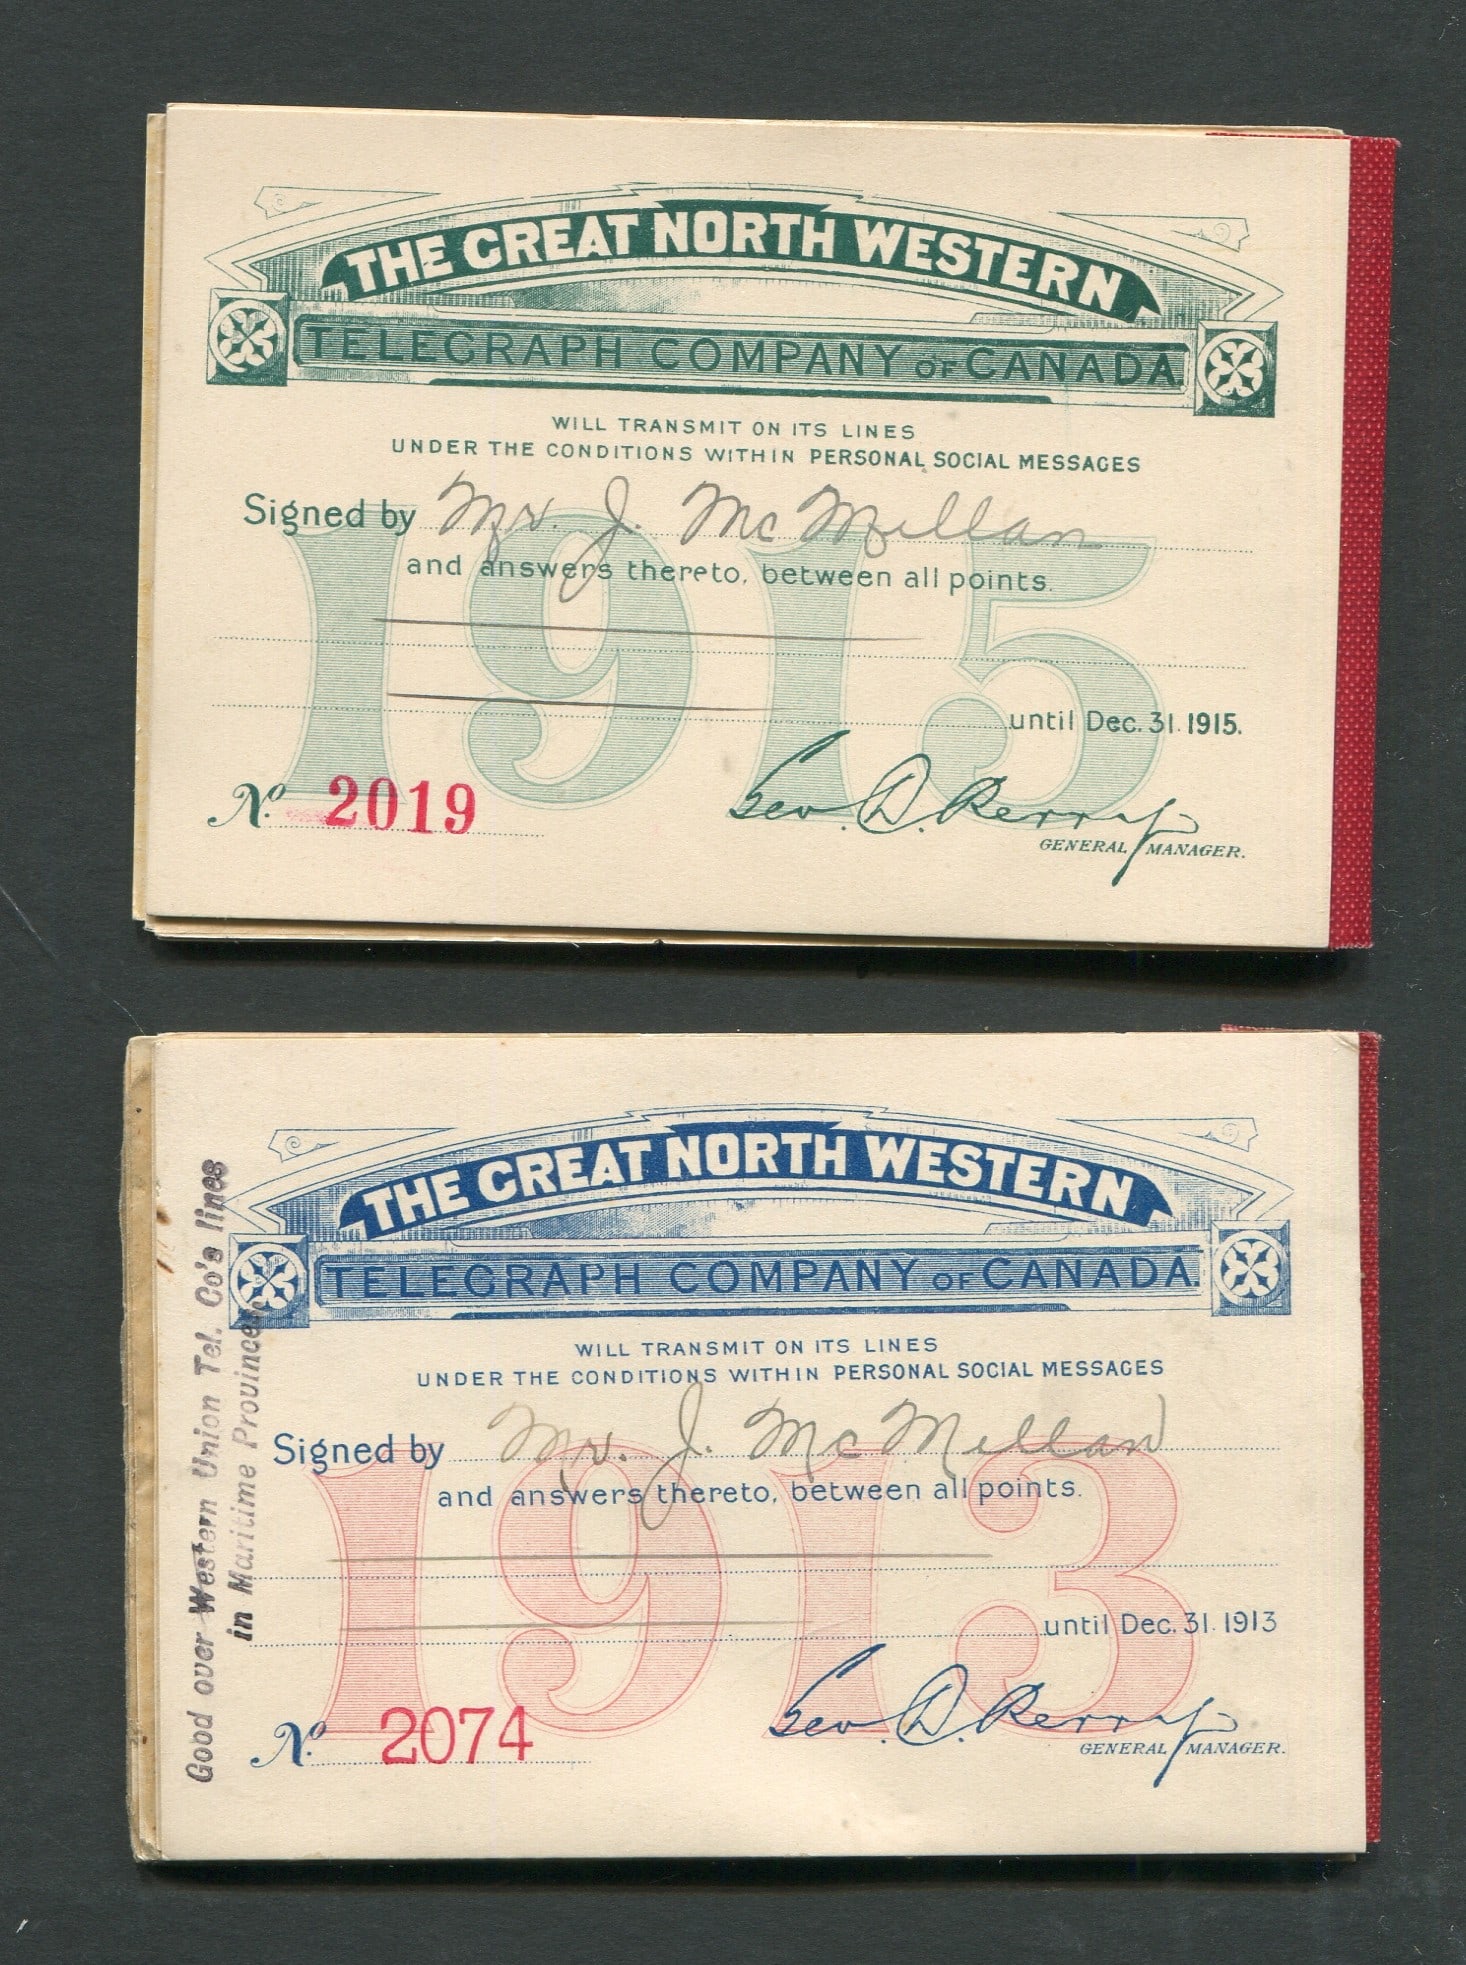 THE GREAT NORTH WESTERN
TELEGRAPH COMPANY OF CANADA.
WILL TRANSMIT ON ITS LINES
UNDER THE CONDITIONS WITHIN PERSONAL SOCIAL MESSAGES
Signed by Mr. J. McMillan
and answers thereto, between all points.
until Dec. 31. 1915.
1915
No. 2019
Geo. D. Perry
GENERAL MANAGER.
THE GREAT NORTH WESTERN
TELEGRAPH COMPANY OF CANADA.
WILL TRANSMIT ON ITS LINES
UNDER THE CONDITIONS WITHIN PERSONAL SOCIAL MESSAGES
Signed by Mr. J. McMillan
and answers thereto, between all points.
until Dec. 31. 1913
1913
No. 2074
Geo. D. Perry
GENERAL MANAGER.
Good over Western Union Tel. Co's lines
in Maritime Provinces.